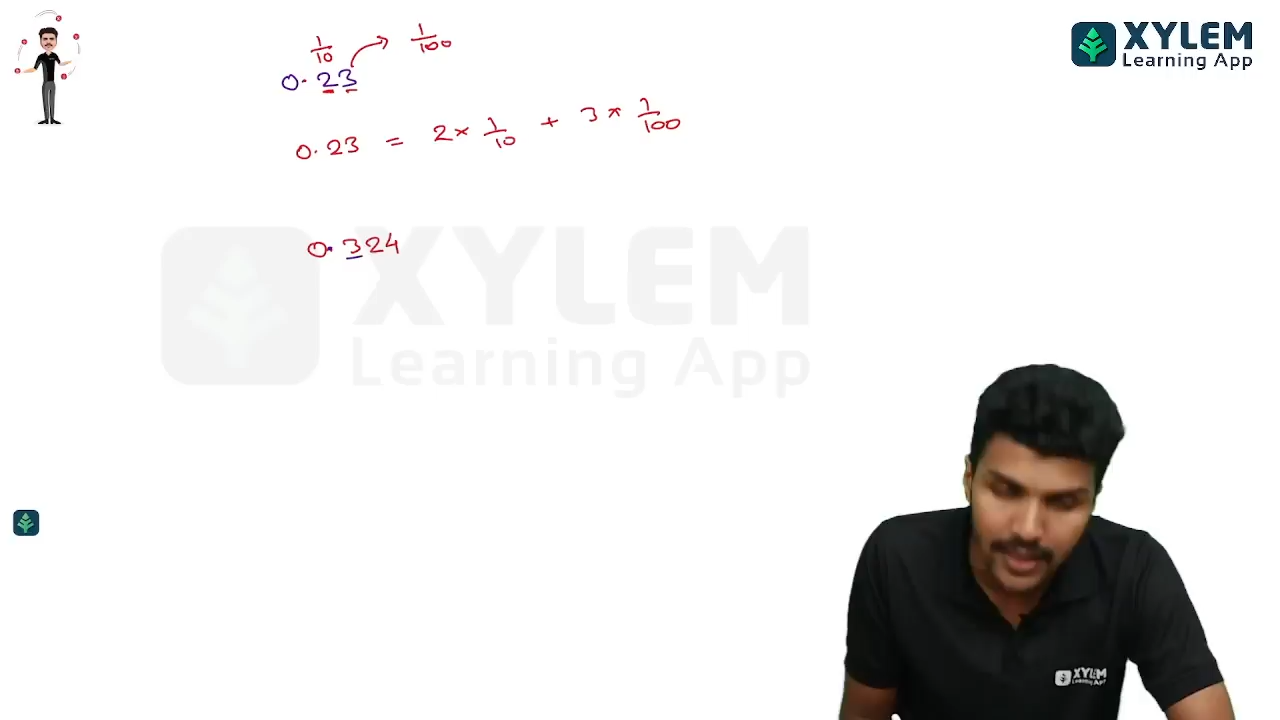 1/10 → 1/100
0.23
0.23 = 2 × 1/10 + 3 × 1/100
0.324
XYLEM
Learning App
XYLEM
Learning App
XYLEM
Learning App